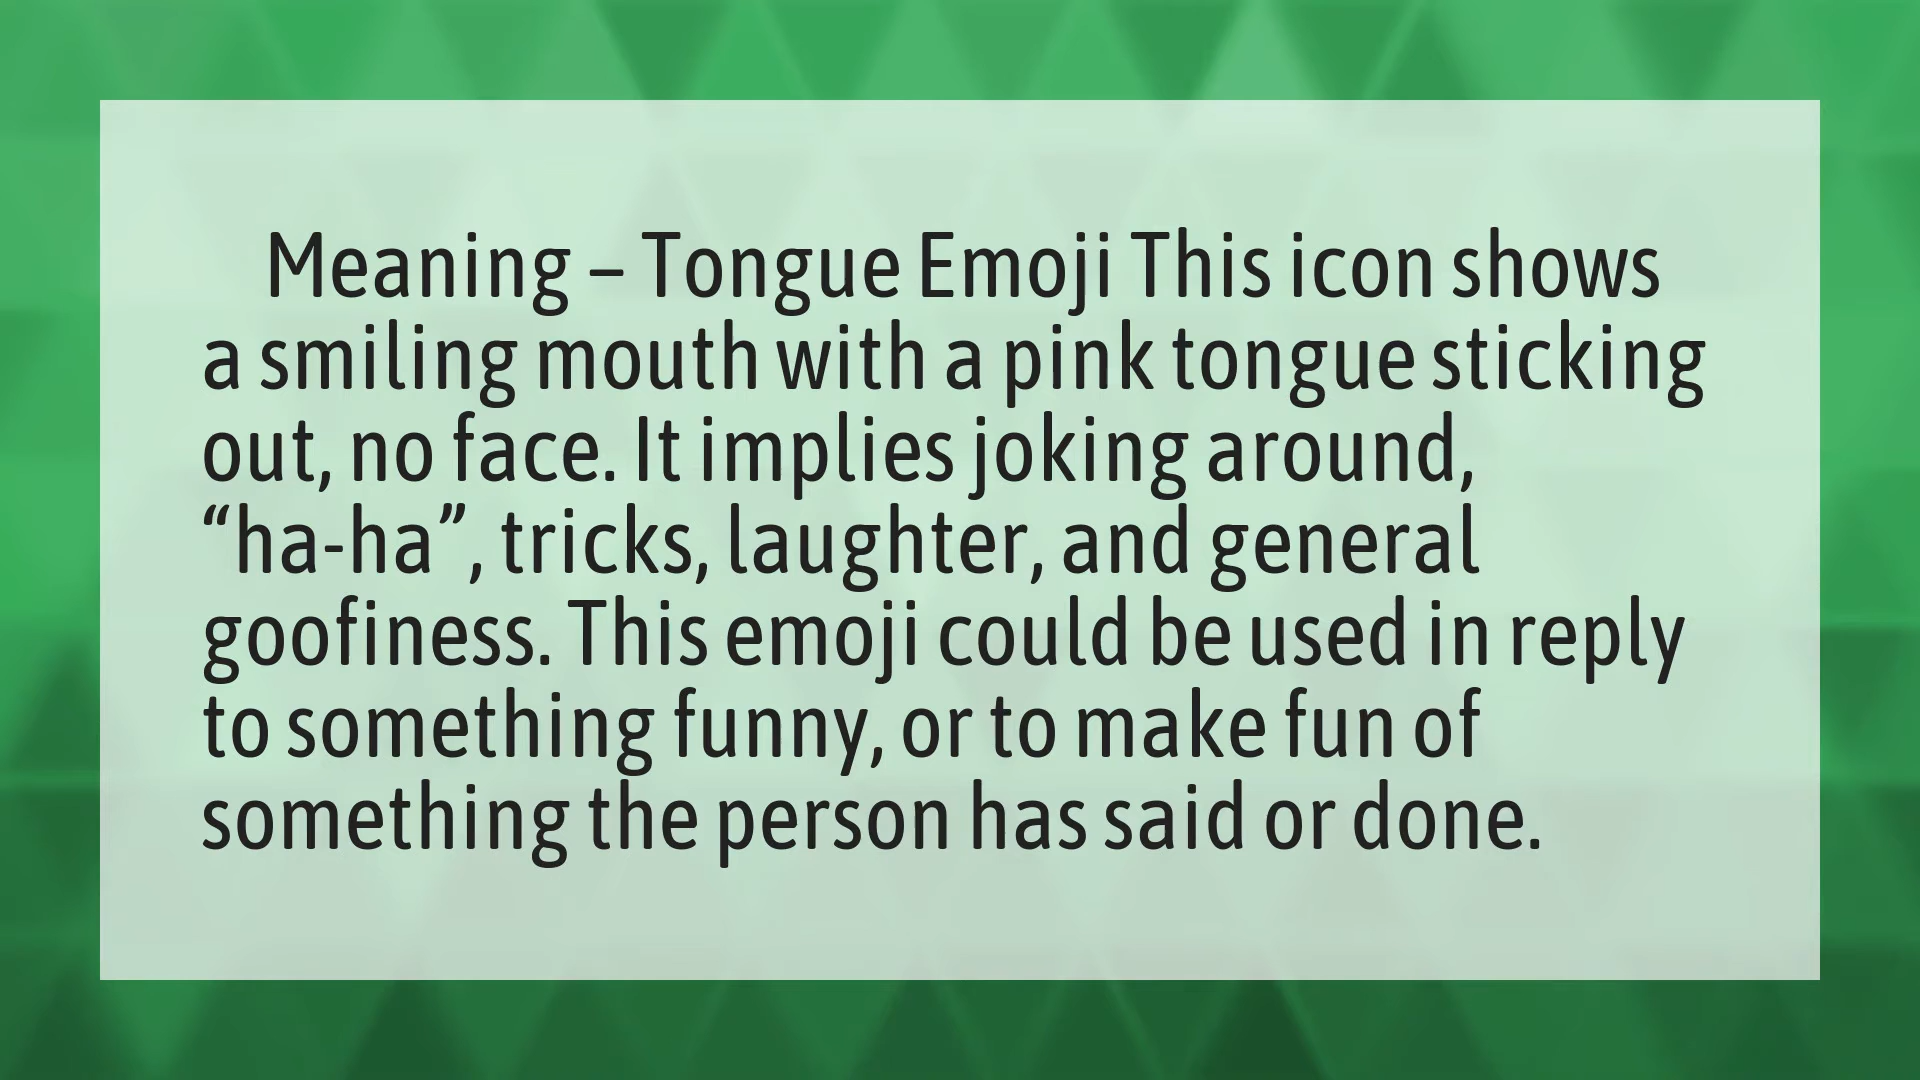 Meaning – Tongue Emoji This icon shows
a smiling mouth with a pink tongue sticking
out, no face. It implies joking around,
“ha-ha”, tricks, laughter, and general
goofiness. This emoji could be used in reply
to something funny, or to make fun of
something the person has said or done.